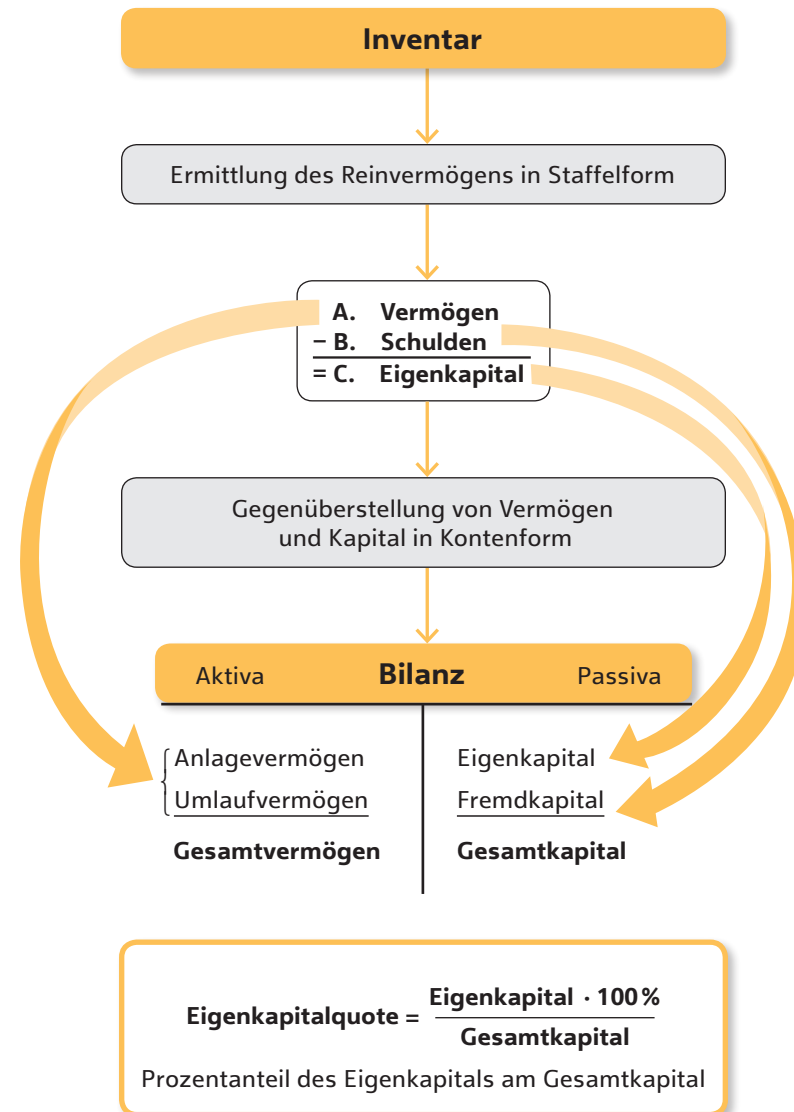 Inventar
Ermittlung des Reinvermögens in Staffelform
A. Vermögen
– B. Schulden
= C. Eigenkapital
Gegenüberstellung von Vermögen
und Kapital in Kontenform
Aktiva Bilanz Passiva
Anlagevermögen Eigenkapital
Umlaufvermögen Fremdkapital
Gesamtvermögen Gesamtkapital
Eigenkapitalquote = Eigenkapital · 100 %
Gesamtkapital
Prozentanteil des Eigenkapitals am Gesamtkapital